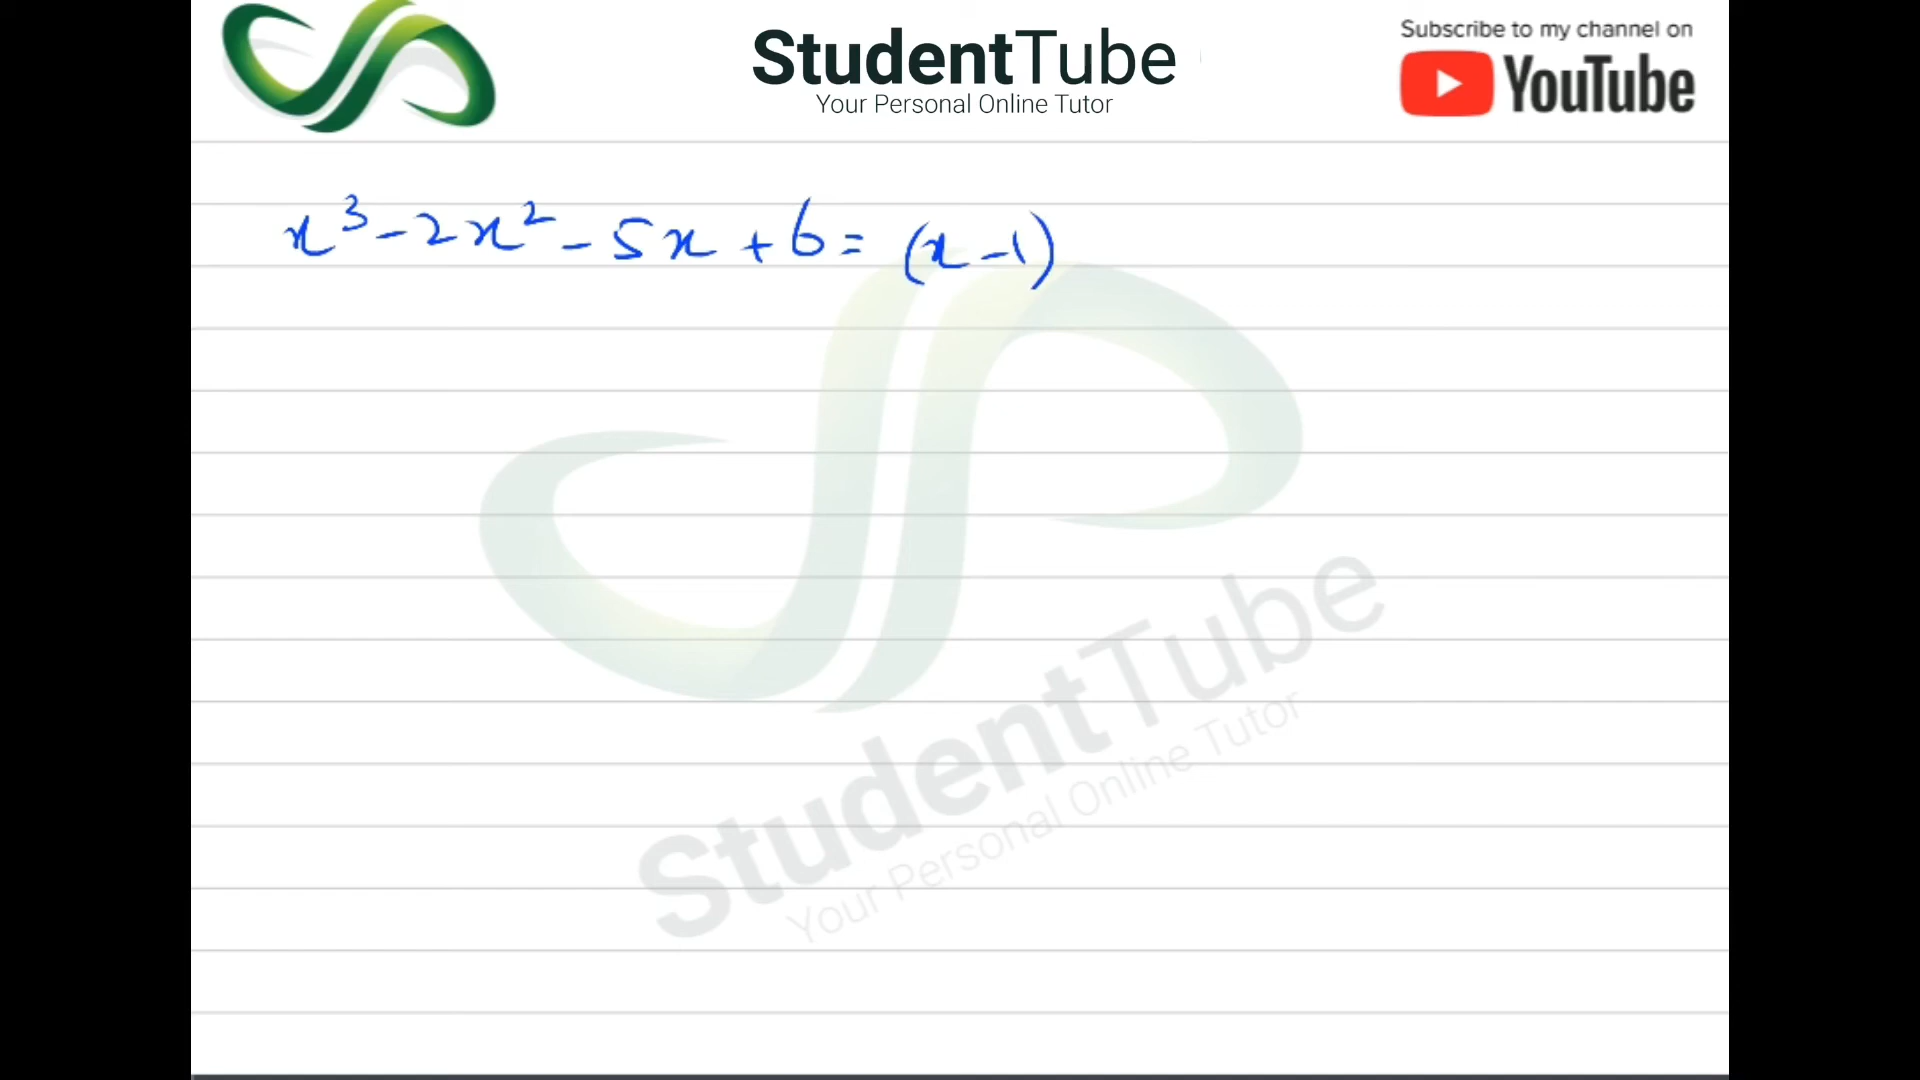 StudentTube
Your Personal Online Tutor
Subscribe to my channel on
YouTube
x³-2x²-5x+6=(x-1)
StudentTube
Your Personal Online Tutor